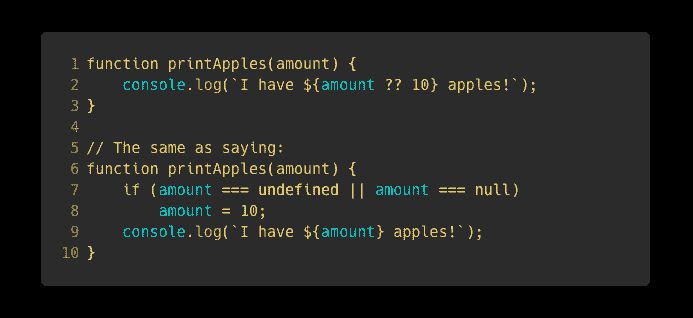 1 function printApples(amount) {
2     console.log(`I have ${amount ?? 10} apples!`);
3 }
4
5 // The same as saying:
6 function printApples(amount) {
7     if (amount === undefined || amount === null)
8         amount = 10;
9     console.log(`I have ${amount} apples!`);
10 }